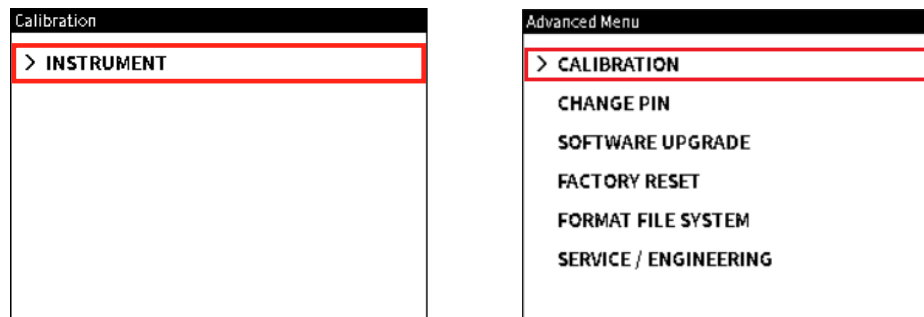 Calibration
> INSTRUMENT
Advanced Menu
> CALIBRATION
CHANGE PIN
SOFTWARE UPGRADE
FACTORY RESET
FORMAT FILE SYSTEM
SERVICE / ENGINEERING